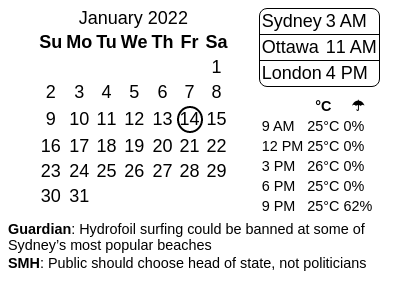 January 2022
Su Mo Tu We Th Fr Sa
1
2 3 4 5 6 7 8
9 10 11 12 13 14 15
16 17 18 19 20 21 22
23 24 25 26 27 28 29
30 31
Sydney 3 AM
Ottawa 11 AM
London 4 PM
°C ☂
9 AM 25°C 0%
12 PM 25°C 0%
3 PM 26°C 0%
6 PM 25°C 0%
9 PM 25°C 62%
Guardian: Hydrofoil surfing could be banned at some of
Sydney’s most popular beaches
SMH: Public should choose head of state, not politicians